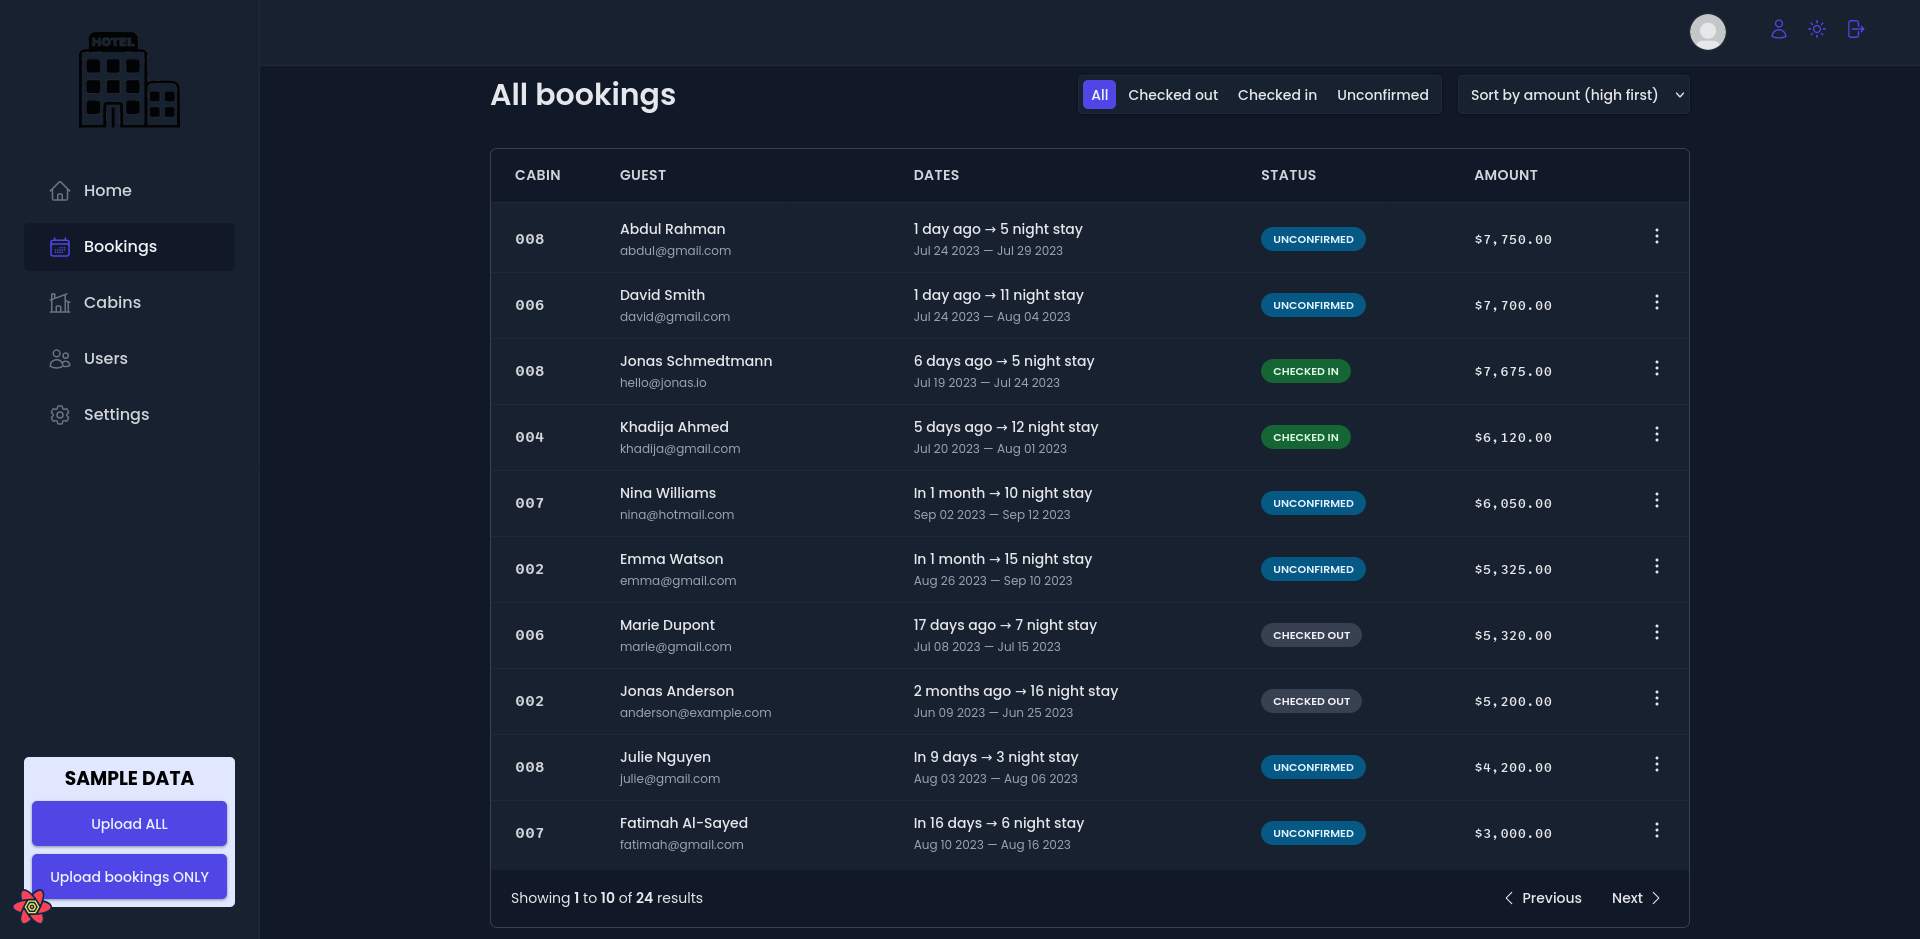 HOTEL
Home
Bookings
Cabins
Users
Settings
SAMPLE DATA
Upload ALL
Upload bookings ONLY
All bookings
All Checked out Checked in Unconfirmed Sort by amount (high first)
CABIN GUEST DATES STATUS AMOUNT
008 Abdul Rahman 1 day ago → 5 night stay UNCONFIRMED $7,750.00
abdul@gmail.com Jul 24 2023 — Jul 29 2023
006 David Smith 1 day ago → 11 night stay UNCONFIRMED $7,700.00
david@gmail.com Jul 24 2023 — Aug 04 2023
008 Jonas Schmedtmann 6 days ago → 5 night stay CHECKED IN $7,675.00
hello@jonas.io Jul 19 2023 — Jul 24 2023
004 Khadija Ahmed 5 days ago → 12 night stay CHECKED IN $6,120.00
khadija@gmail.com Jul 20 2023 — Aug 01 2023
007 Nina Williams In 1 month → 10 night stay UNCONFIRMED $6,050.00
nina@hotmail.com Sep 02 2023 — Sep 12 2023
002 Emma Watson In 1 month → 15 night stay UNCONFIRMED $5,325.00
emma@gmail.com Aug 26 2023 — Sep 10 2023
006 Marie Dupont 17 days ago → 7 night stay CHECKED OUT $5,320.00
marie@gmail.com Jul 08 2023 — Jul 15 2023
002 Jonas Anderson 2 months ago → 16 night stay CHECKED OUT $5,200.00
anderson@example.com Jun 09 2023 — Jun 25 2023
008 Julie Nguyen In 9 days → 3 night stay UNCONFIRMED $4,200.00
julie@gmail.com Aug 03 2023 — Aug 06 2023
007 Fatimah Al-Sayed In 16 days → 6 night stay UNCONFIRMED $3,000.00
fatimah@gmail.com Aug 10 2023 — Aug 16 2023
Showing 1 to 10 of 24 results Previous Next